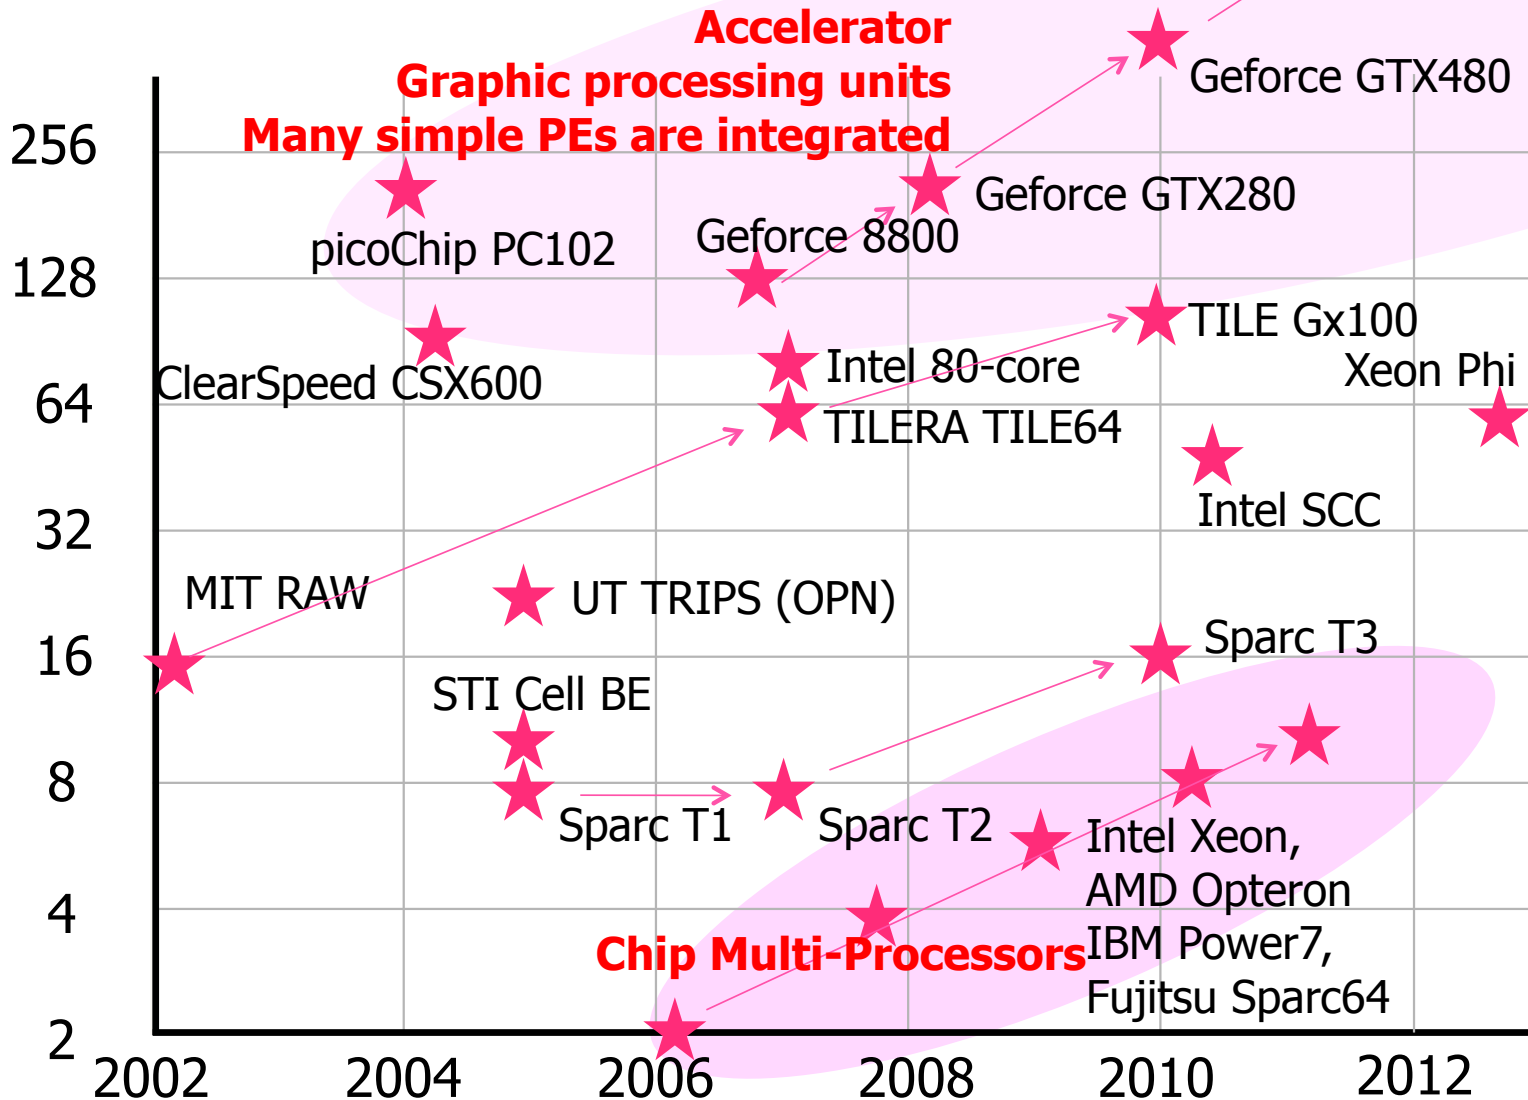 Accelerator
Graphic processing units
Many simple PEs are integrated
Geforce GTX480
256
Geforce GTX280
picoChip PC102
Geforce 8800
128
TILE Gx100
ClearSpeed CSX600
Intel 80-core
Xeon Phi
64
TILERA TILE64
Intel SCC
32
MIT RAW
UT TRIPS (OPN)
16
Sparc T3
STI Cell BE
8
Sparc T1
Sparc T2
Intel Xeon,
AMD Opteron
4
IBM Power7,
Chip Multi-Processors
Fujitsu Sparc64
2
2002 2004 2006 2008 2010 2012